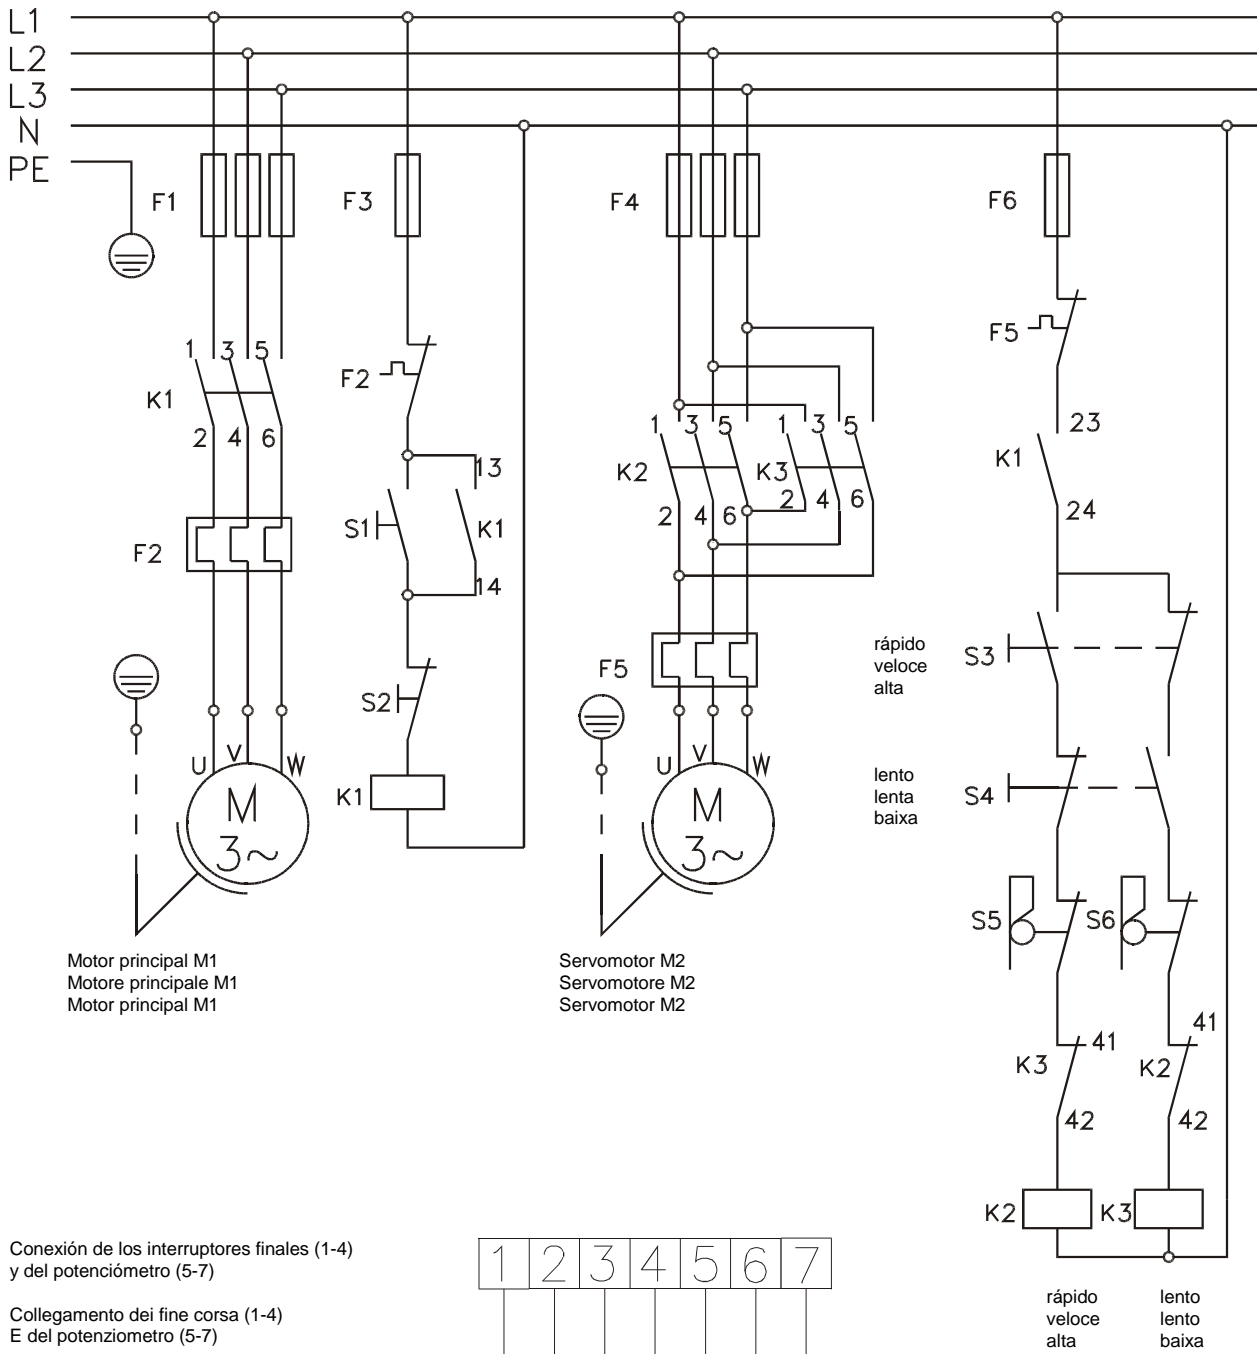 L1
L2
L3
N
PE
F1
F3
F4
F6
F5
F2
1 3 5
K1
2 4 6
13
S1
K1
14
F2
1 3 5
K2
2 4 6
1 3 5
K3
2 4 6
23
K1
24
F5
rápido
veloce
alta
S3
S2
U V W
M
3~
K1
U V W
M
3~
lento
lenta
baixa
S4
S5
S6
Motor principal M1
Motore principale M1
Motor principal M1
Servomotor M2
Servomotore M2
Servomotor M2
K3
41
42
K2
41
42
K2
K3
Conexión de los interruptores finales (1-4)
y del potenciómetro (5-7)
Collegamento dei fine corsa (1-4)
E del potenziometro (5-7)
1 2 3 4 5 6 7
rápido
veloce
alta
lento
lento
baixa